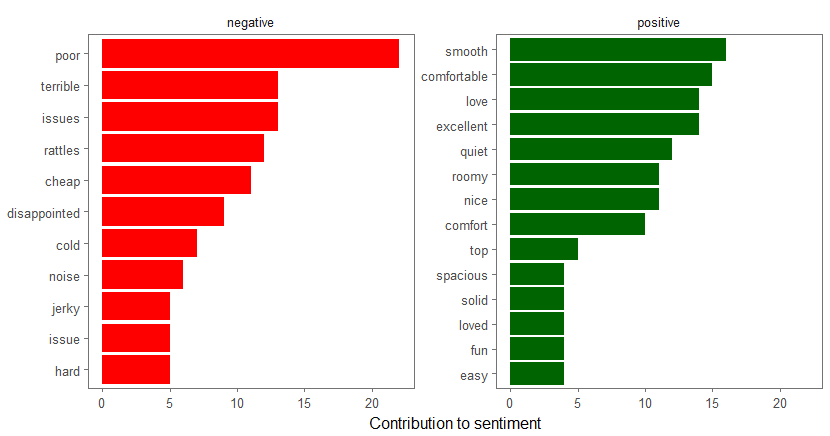 negative
poor
terrible
issues
rattles
cheap
disappointed
cold
noise
jerky
issue
hard
0 5 10 15 20
positive
smooth
comfortable
love
excellent
quiet
roomy
nice
comfort
top
spacious
solid
loved
fun
easy
0 5 10 15 20
Contribution to sentiment